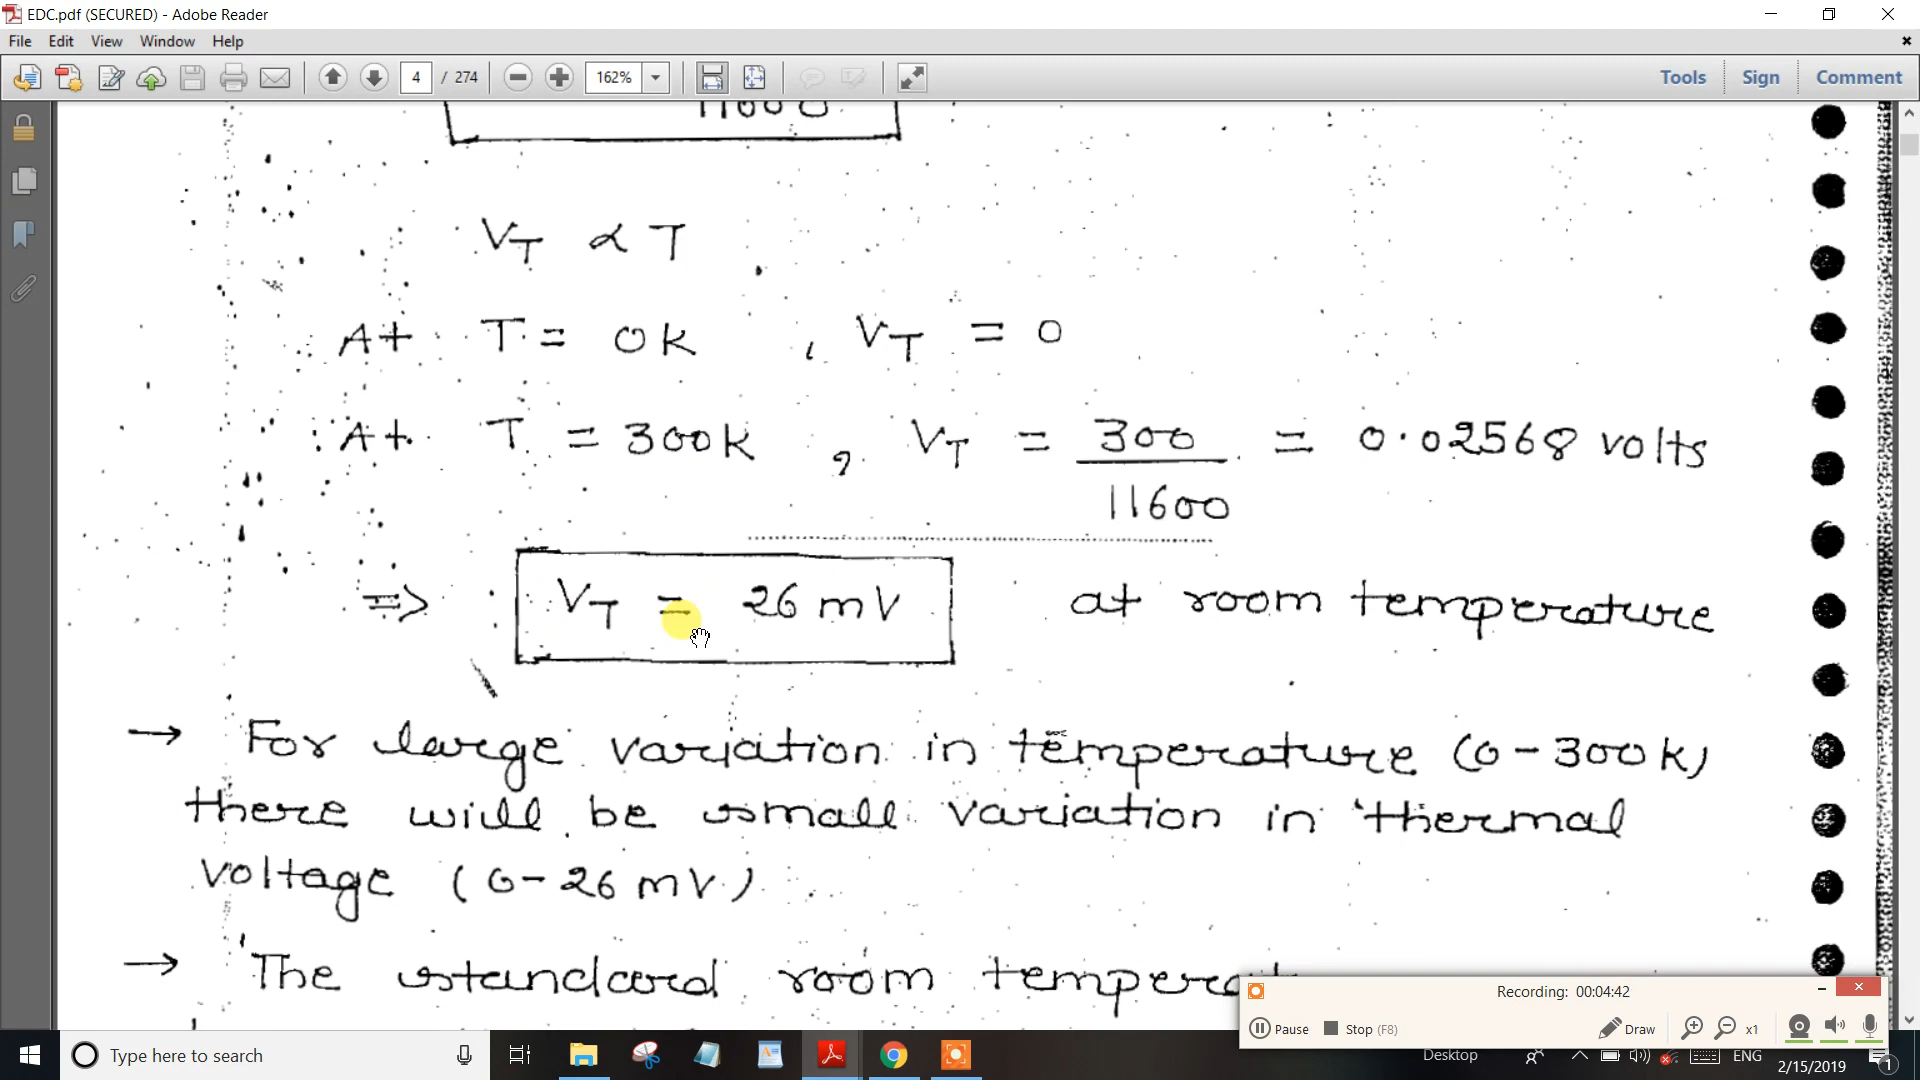 EDC.pdf (SECURED) - Adobe Reader
File Edit View Window Help
4 / 274 162% Tools Sign Comment
11600
V_T ∝ T
At T = 0K , V_T = 0
At T = 300K , V_T = 300 / 11600 = 0.02568 volts
=> V_T = 26 mV at room temperature
→ For large variation in temperature (0-300K)
there will be small variation in thermal
voltage (0-26mV)
→ The standard room
Recording: 00:04:42
Pause Stop (F8) Draw x1
Type here to search
Desktop ENG
2/15/2019 1